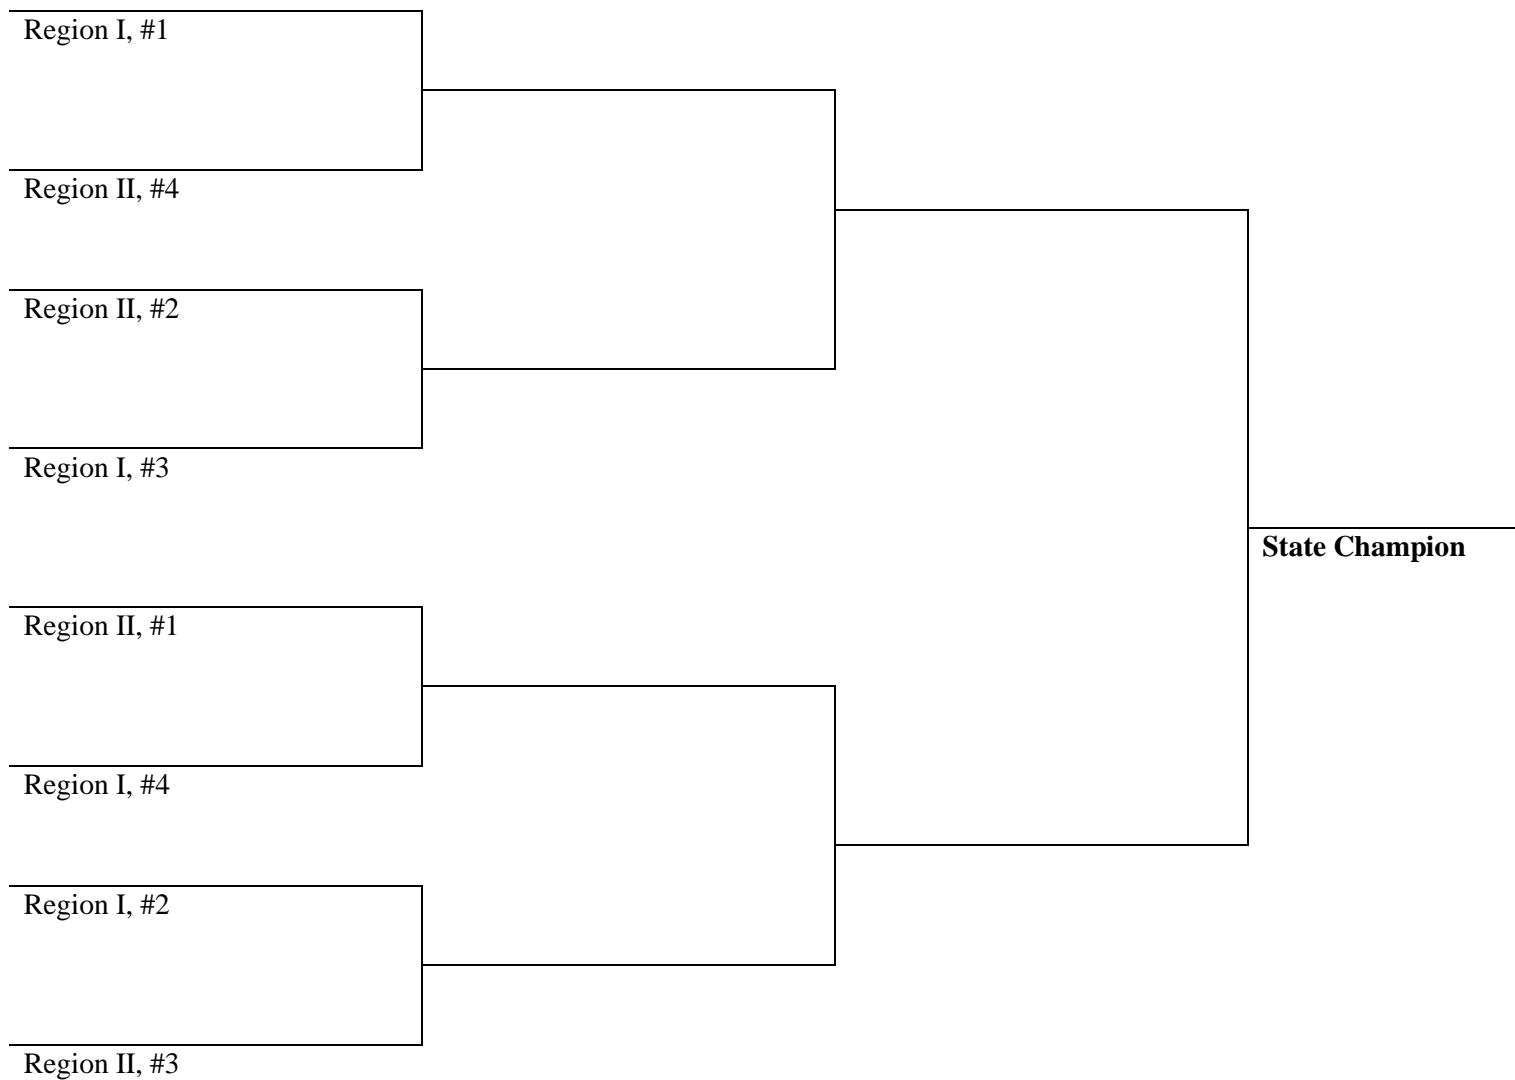 Region I, #1
Region II, #4
Region II, #2
Region I, #3
State Champion
Region II, #1
Region I, #4
Region I, #2
Region II, #3